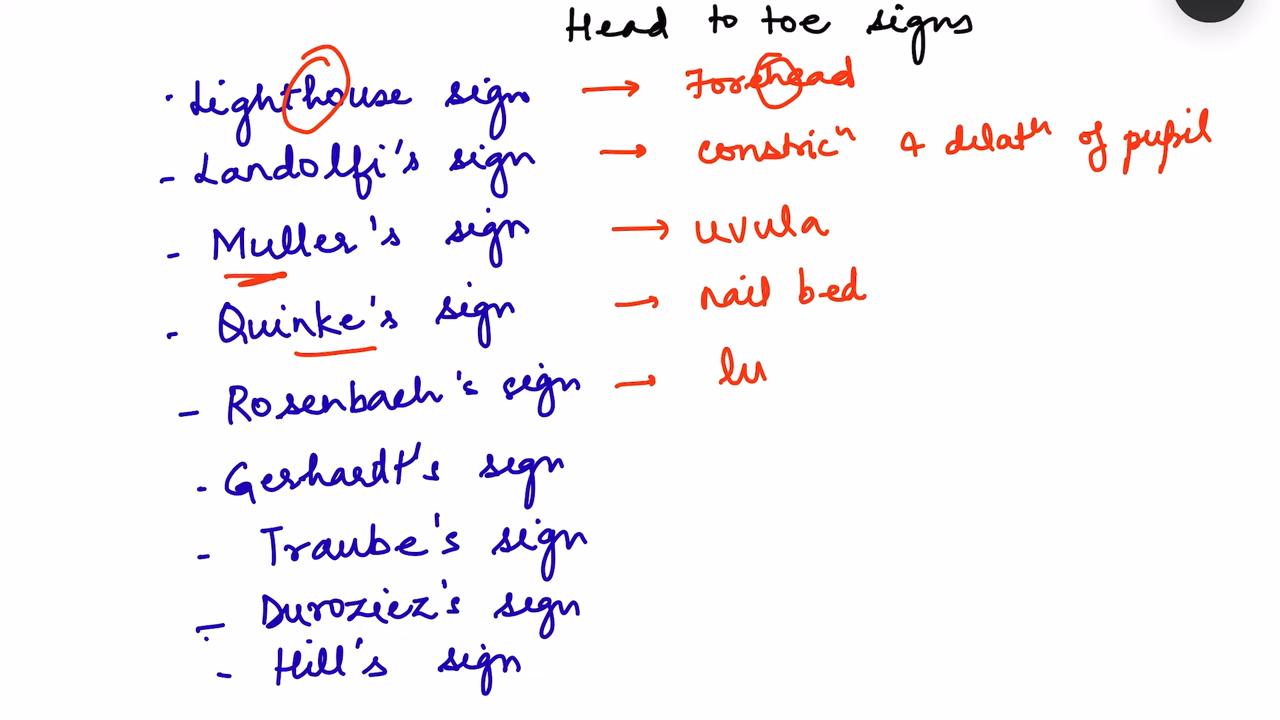 Head to toe signs
· Lighthouse sign → Forehead
- Landolfi's sign → constricⁿ & dilatⁿ of pupil
- Muller's sign → uvula
- Quinke's sign → nail bed
- Rosenbach's sign → lu
- Gerhardt's sign
- Traube's sign
- Duroziez's sign
- Hill's sign